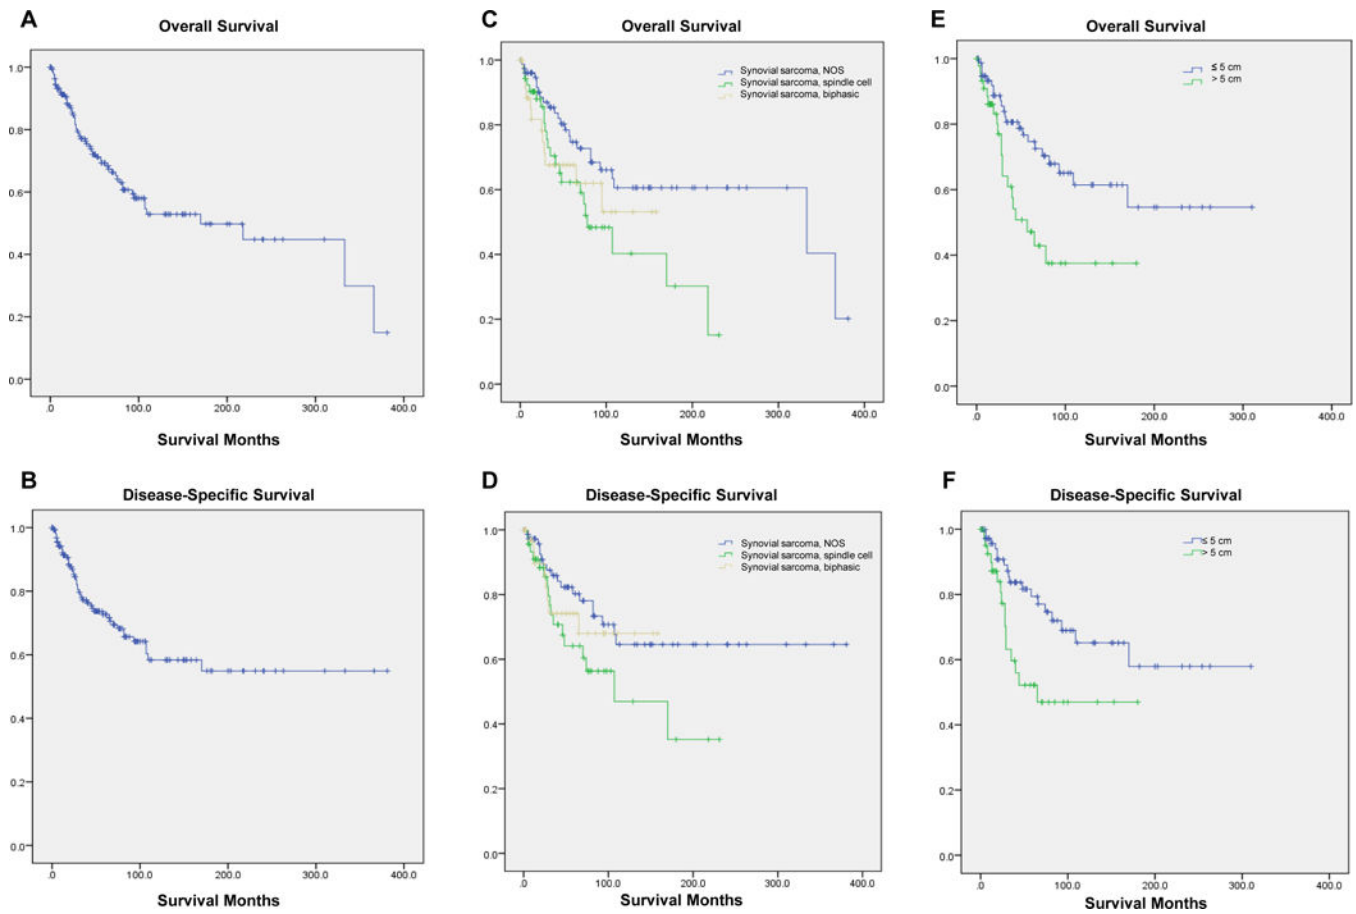 A
Overall Survival
1.0
0.8
0.6
0.4
0.2
0.0
.0 100.0 200.0 300.0 400.0
Survival Months
B
Disease-Specific Survival
1.0
0.8
0.6
0.4
0.2
0.0
.0 100.0 200.0 300.0 400.0
Survival Months
C
Overall Survival
Synovial sarcoma, NOS
Synovial sarcoma, spindle cell
Synovial sarcoma, biphasic
1.0
0.8
0.6
0.4
0.2
0.0
.0 100.0 200.0 300.0 400.0
Survival Months
D
Disease-Specific Survival
Synovial sarcoma, NOS
Synovial sarcoma, spindle cell
Synovial sarcoma, biphasic
1.0
0.8
0.6
0.4
0.2
0.0
.0 100.0 200.0 300.0 400.0
Survival Months
E
Overall Survival
≤ 5 cm
> 5 cm
1.0
0.8
0.6
0.4
0.2
0.0
.0 100.0 200.0 300.0 400.0
Survival Months
F
Disease-Specific Survival
≤ 5 cm
> 5 cm
1.0
0.8
0.6
0.4
0.2
0.0
.0 100.0 200.0 300.0 400.0
Survival Months